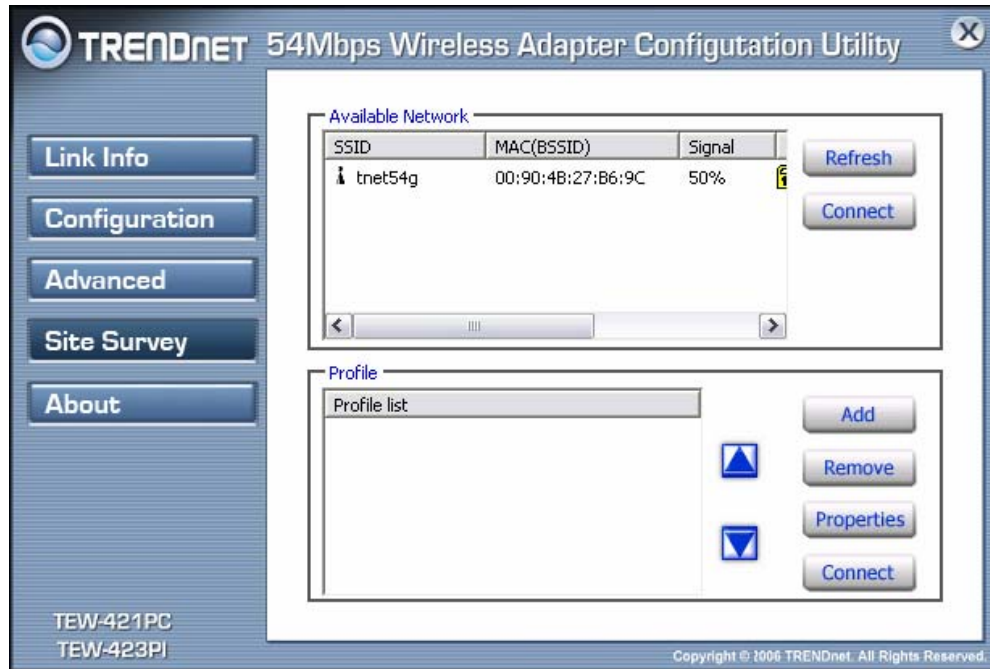 TRENDNET 54Mbps Wireless Adapter Configutation Utility
Link Info
Configuration
Advanced
Site Survey
About
TEW-421PC
TEW-423PI
Available Network
SSID MAC(BSSID) Signal
tnet54g 00:90:4B:27:B6:9C 50%
Refresh
Connect
Profile
Profile list
Add
Remove
Properties
Connect
Copyright © 2006 TRENDnet. All Rights Reserved.